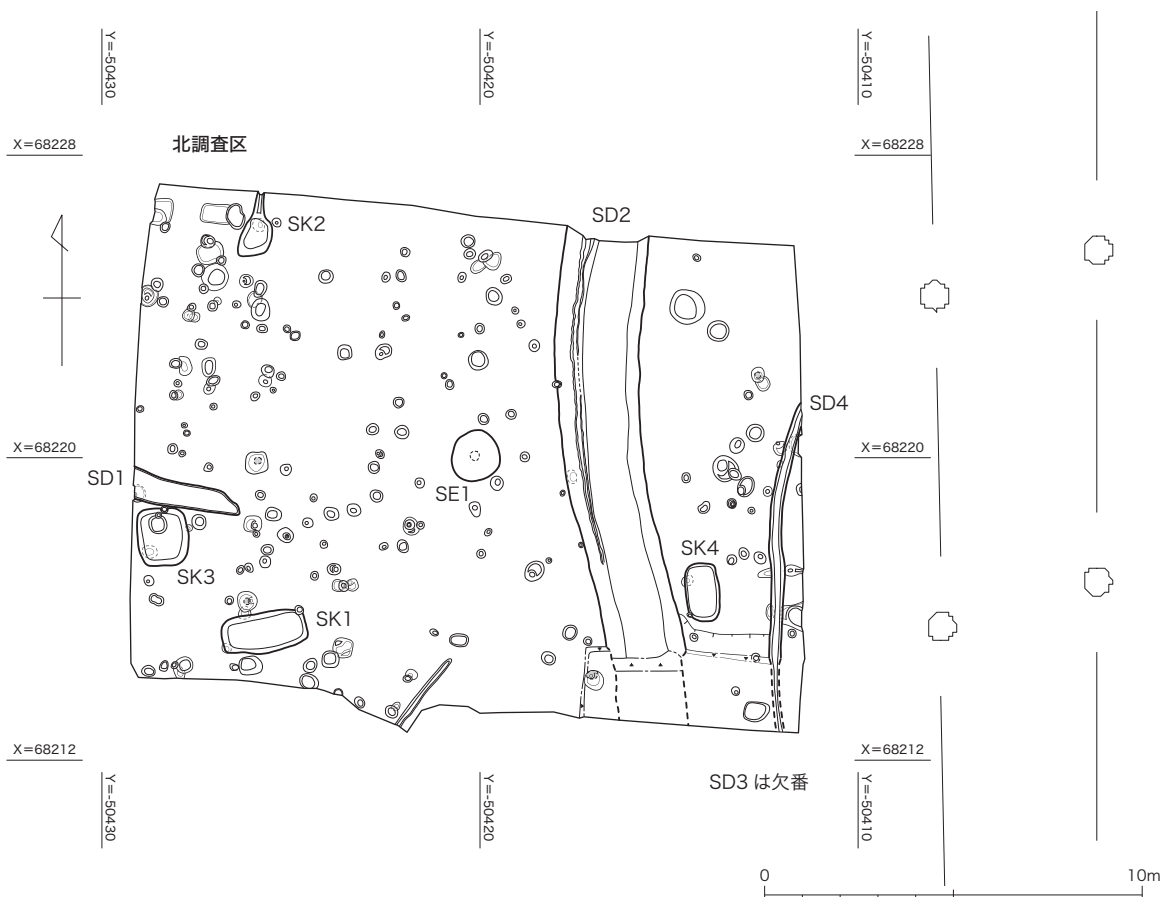 Y=-50430
Y=-50420
Y=-50410
X=68228
北調査区
X=68228
SK2
SD2
SD4
X=68220
X=68220
SD1
SE1
SK4
SK3
SK1
X=68212
X=68212
SD3 は欠番
Y=-50430
Y=-50420
Y=-50410
0
10m